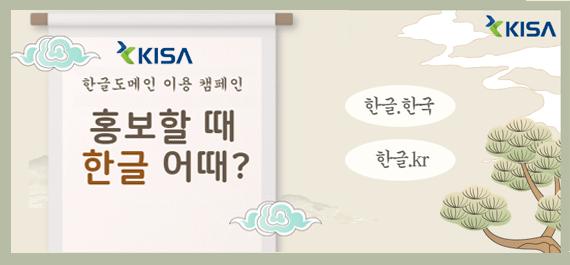 KISA
한글도메인 이용 캠페인
홍보할 때
한글 어때?
KISA
한글.한국
한글.kr